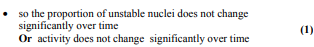 • so the proportion of unstable nuclei does not change
significantly over time
Or activity does not change significantly over time
(1)